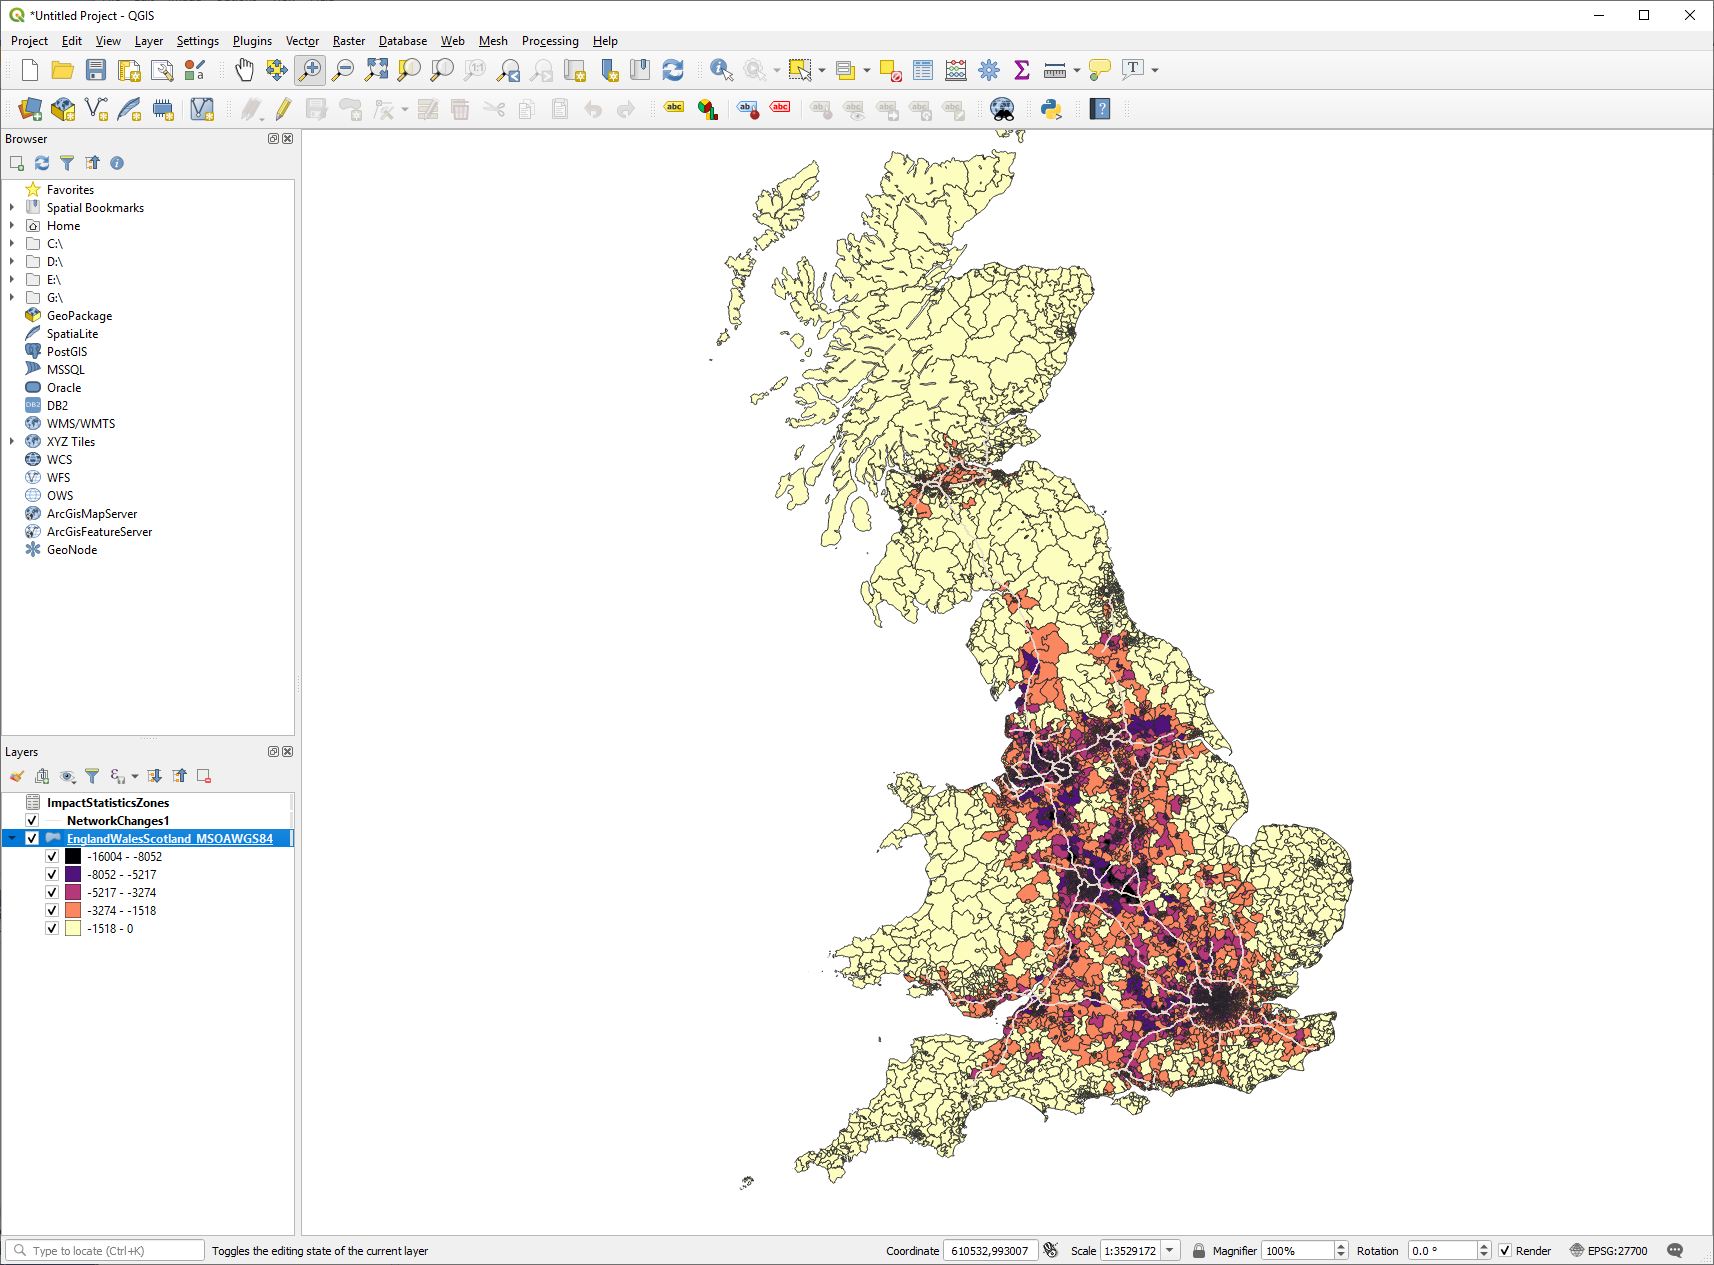 *Untitled Project - QGIS
Project Edit View Layer Settings Plugins Vector Raster Database Web Mesh Processing Help
Browser
Favorites
Spatial Bookmarks
Home
C:\
D:\
E:\
G:\
GeoPackage
SpatiaLite
PostGIS
MSSQL
Oracle
DB2
WMS/WMTS
XYZ Tiles
WCS
WFS
OWS
ArcGisMapServer
ArcGisFeatureServer
GeoNode
Layers
ImpactStatisticsZones
NetworkChanges1
EnglandWalesScotland_MSOAWGS84
-16004 - -8052
-8052 - -5217
-5217 - -3274
-3274 - -1518
-1518 - 0
Type to locate (Ctrl+K) Toggles the editing state of the current layer Coordinate 610532,993007 Scale 1:3529172 Magnifier 100% Rotation 0.0 ° Render EPSG:27700